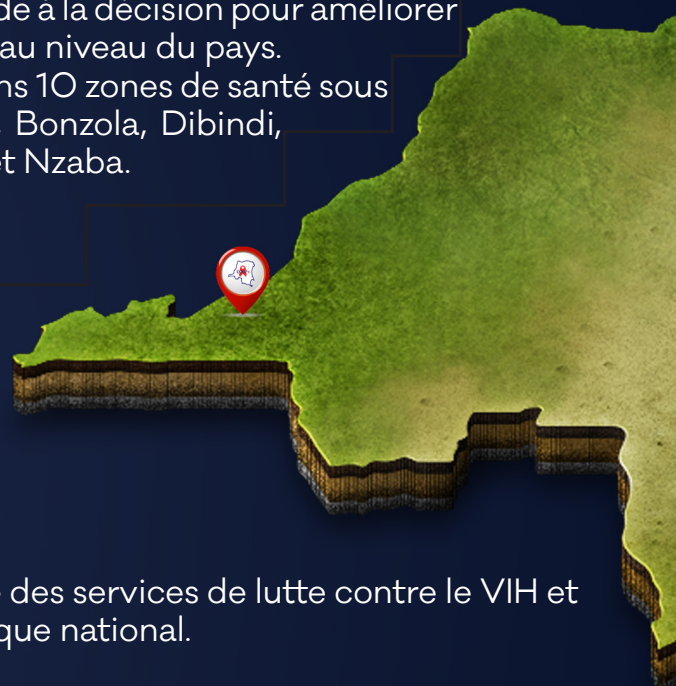 de à la décision pour améliorer
au niveau du pays.
ns 10 zones de santé sous
, Bonzola, Dibindi,
et Nzaba.
des services de lutte contre le VIH et
que national.